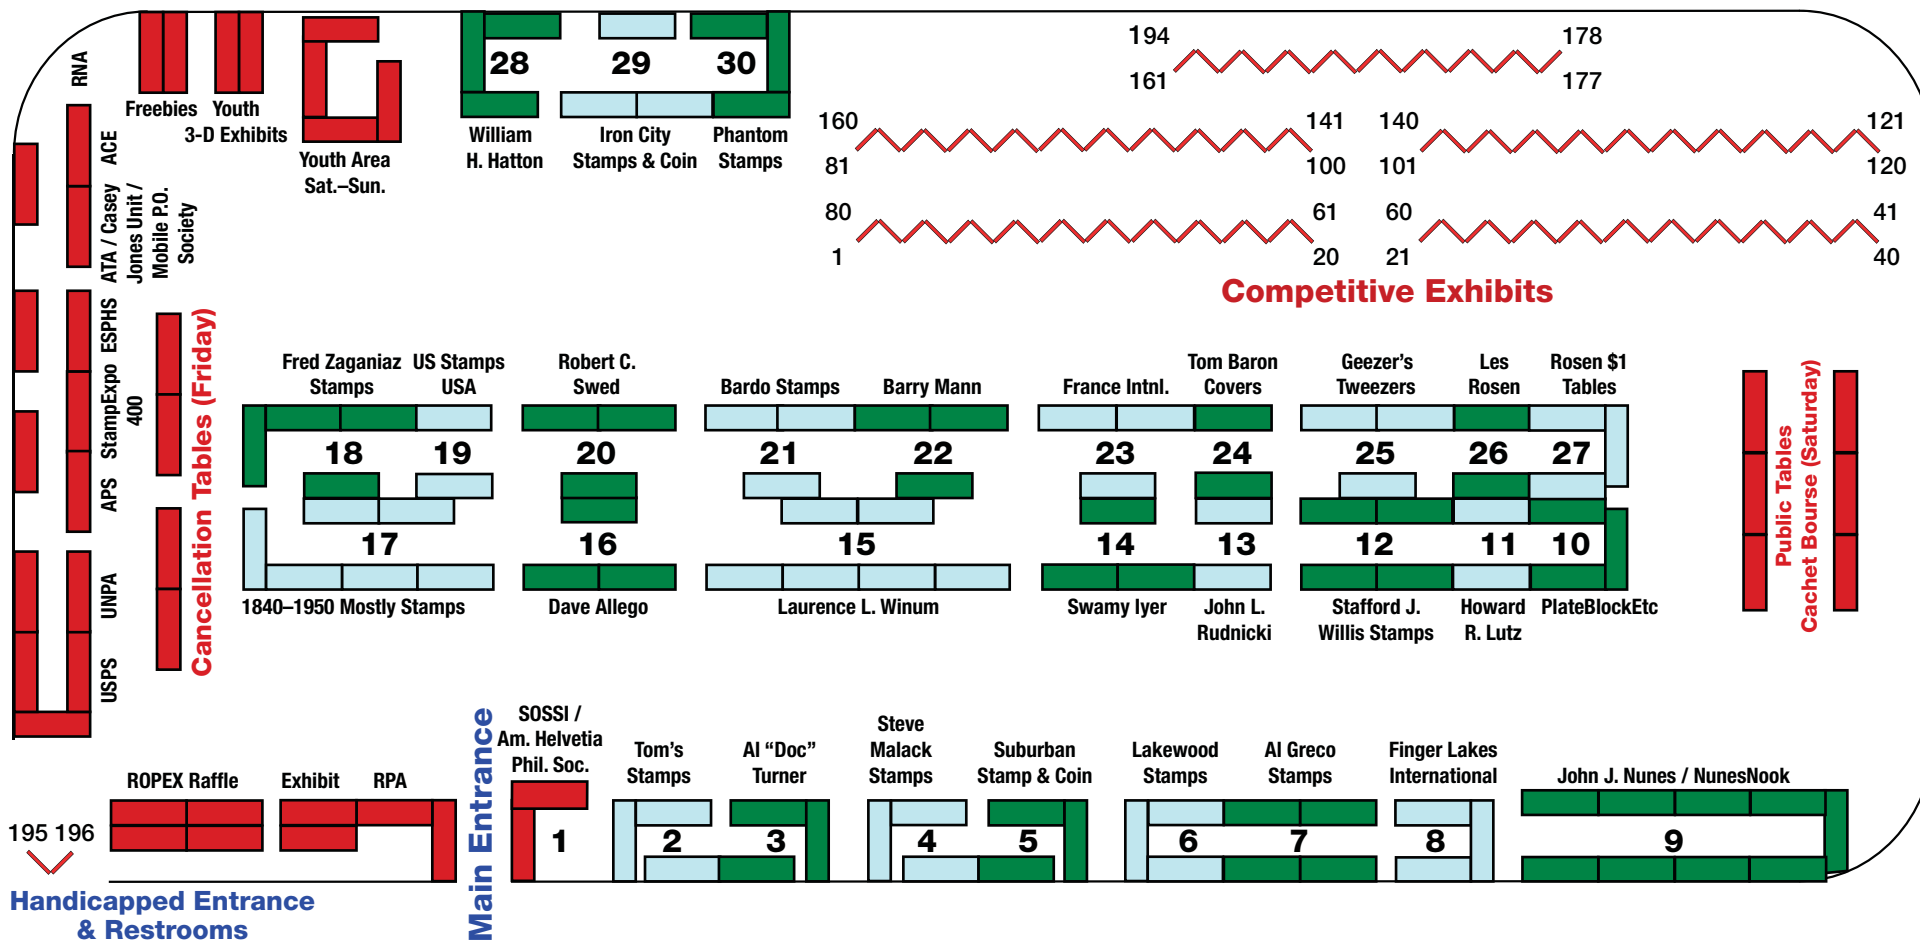 RNA
ACE
ATA / Casey
Jones Unit /
Mobile P.O.
Society
ESPHS
StampExpo
400
APS
UNPA
USPS
Freebies
Youth
3-D Exhibits
Youth Area
Sat.–Sun.
28
29
30
William
H. Hatton
Iron City
Stamps & Coin
Phantom
Stamps
194
178
161
177
160
141
140
121
81
100
101
120
80
61
60
41
1
20
21
40
Competitive Exhibits
Cancellation Tables (Friday)
Fred Zaganiaz
Stamps
US Stamps
USA
Robert C.
Swed
Bardo Stamps
Barry Mann
France Intnl.
Tom Baron
Covers
Geezer’s
Tweezers
Les
Rosen
Rosen $1
Tables
18
19
20
21
22
23
24
25
26
27
17
16
15
14
13
12
11
10
1840–1950 Mostly Stamps
Dave Allego
Laurence L. Winum
Swamy Iyer
John L.
Rudnicki
Stafford J.
Willis Stamps
Howard
R. Lutz
PlateBlockEtc
Public Tables
Cachet Bourse (Saturday)
ROPEX Raffle
Exhibit
RPA
Main Entrance
SOSSI /
Am. Helvetia
Phil. Soc.
Tom’s
Stamps
Al “Doc”
Turner
Steve
Malack
Stamps
Suburban
Stamp & Coin
Lakewood
Stamps
Al Greco
Stamps
Finger Lakes
International
John J. Nunes / NunesNook
1
2
3
4
5
6
7
8
9
195 196
Handicapped Entrance
& Restrooms